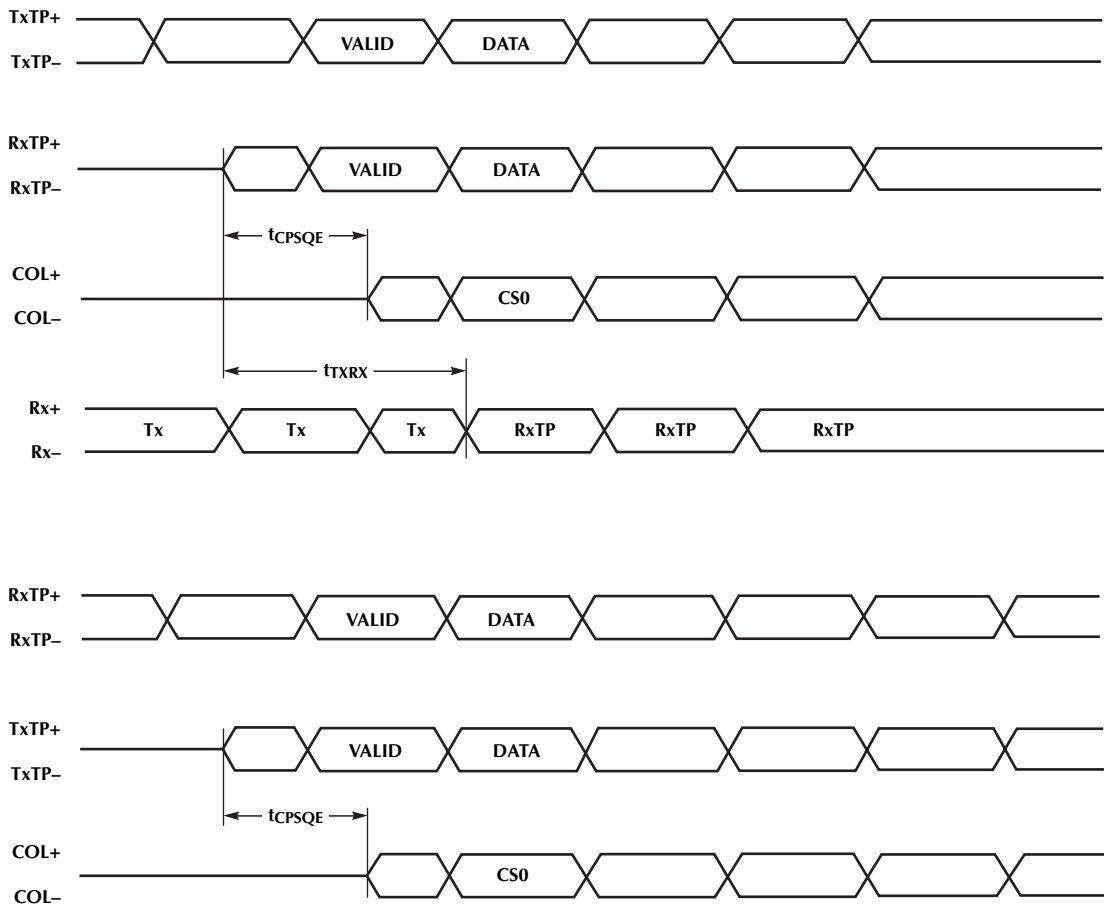 TxTP+
VALID DATA
TxTP–
RxTP+
VALID DATA
RxTP–
tCPSQE
COL+
CS0
COL–
tTXRX
Rx+
Tx Tx Tx RxTP RxTP RxTP
Rx–
RxTP+
VALID DATA
RxTP–
TxTP+
VALID DATA
TxTP–
tCPSQE
COL+
CS0
COL–